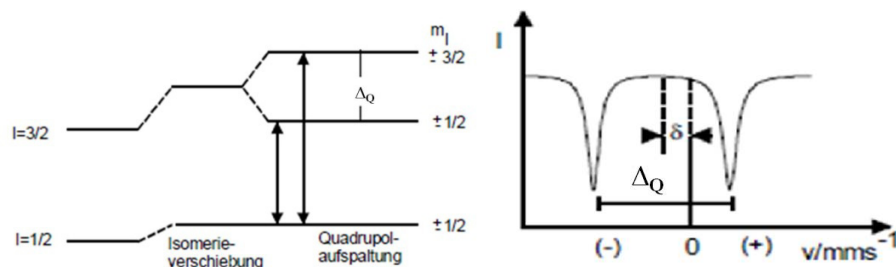 m_I
± 3/2
Δ_Q
± 1/2
I=3/2
I=1/2
± 1/2
Isomerie-
verschiebung
Quadrupol-
aufspaltung
I
δ
Δ_Q
(-) 0 (+) v/mms⁻¹